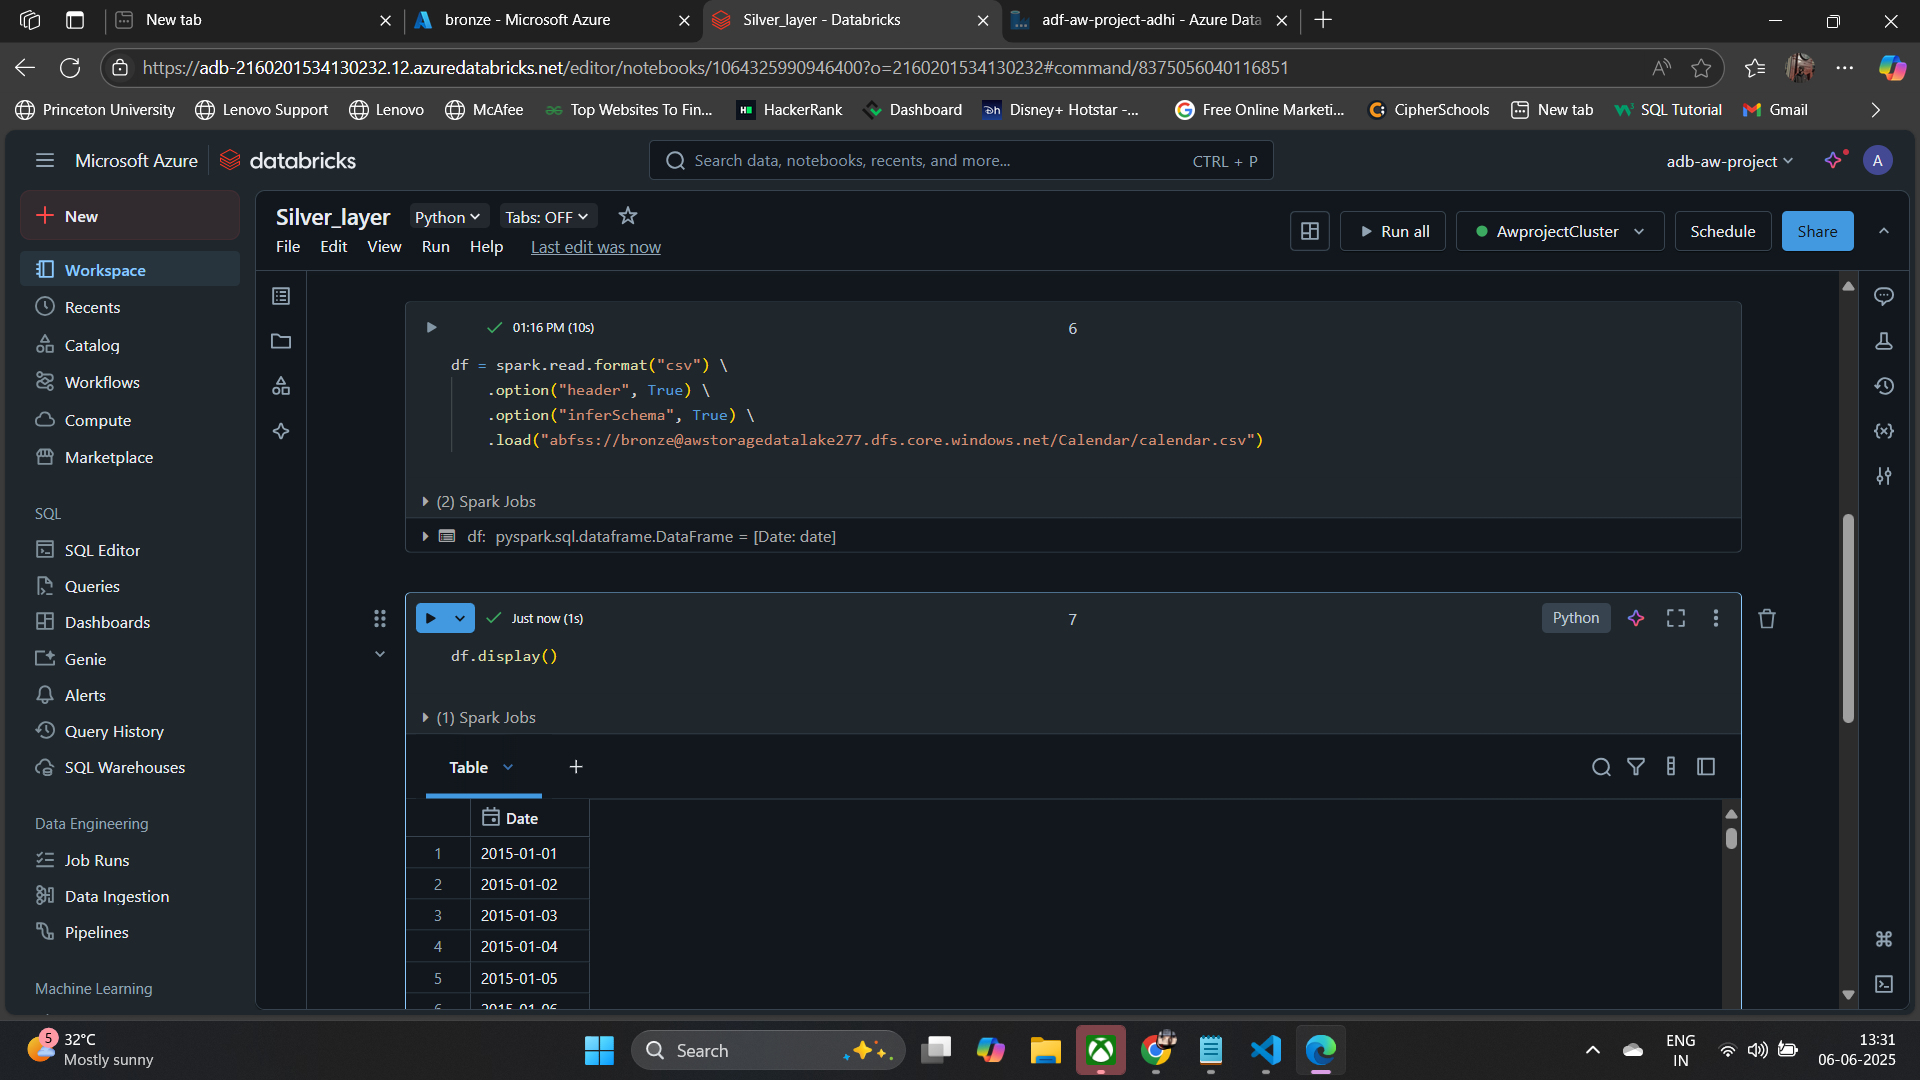 New tab
bronze - Microsoft Azure
Silver_layer - Databricks
adf-aw-project-adhi - Azure Data
https://adb-2160201534130232.12.azuredatabricks.net/editor/notebooks/1064325990946400?o=2160201534130232#command/8375056040116851
Princeton University
Lenovo Support
Lenovo
McAfee
Top Websites To Fin...
HackerRank
Dashboard
Disney+ Hotstar -...
Free Online Marketi...
CipherSchools
New tab
SQL Tutorial
Gmail
Microsoft Azure
databricks
Search data, notebooks, recents, and more...
CTRL + P
adb-aw-project
A
New
Workspace
Recents
Catalog
Workflows
Compute
Marketplace
SQL
SQL Editor
Queries
Dashboards
Genie
Alerts
Query History
SQL Warehouses
Data Engineering
Job Runs
Data Ingestion
Pipelines
Machine Learning
Silver_layer
Python
Tabs: OFF
File
Edit
View
Run
Help
Last edit was now
Run all
AwprojectCluster
Schedule
Share
01:16 PM (10s)
6
df = spark.read.format("csv") \
.option("header", True) \
.option("inferSchema", True) \
.load("abfss://bronze@awstoragedatalake277.dfs.core.windows.net/Calendar/calendar.csv")
(2) Spark Jobs
df: pyspark.sql.dataframe.DataFrame = [Date: date]
Just now (1s)
7
Python
df.display()
(1) Spark Jobs
Table
Date
1 2015-01-01
2 2015-01-02
3 2015-01-03
4 2015-01-04
5 2015-01-05
6 2015-01-06
5
32°C
Mostly sunny
Search
ENG
IN
13:31
06-06-2025